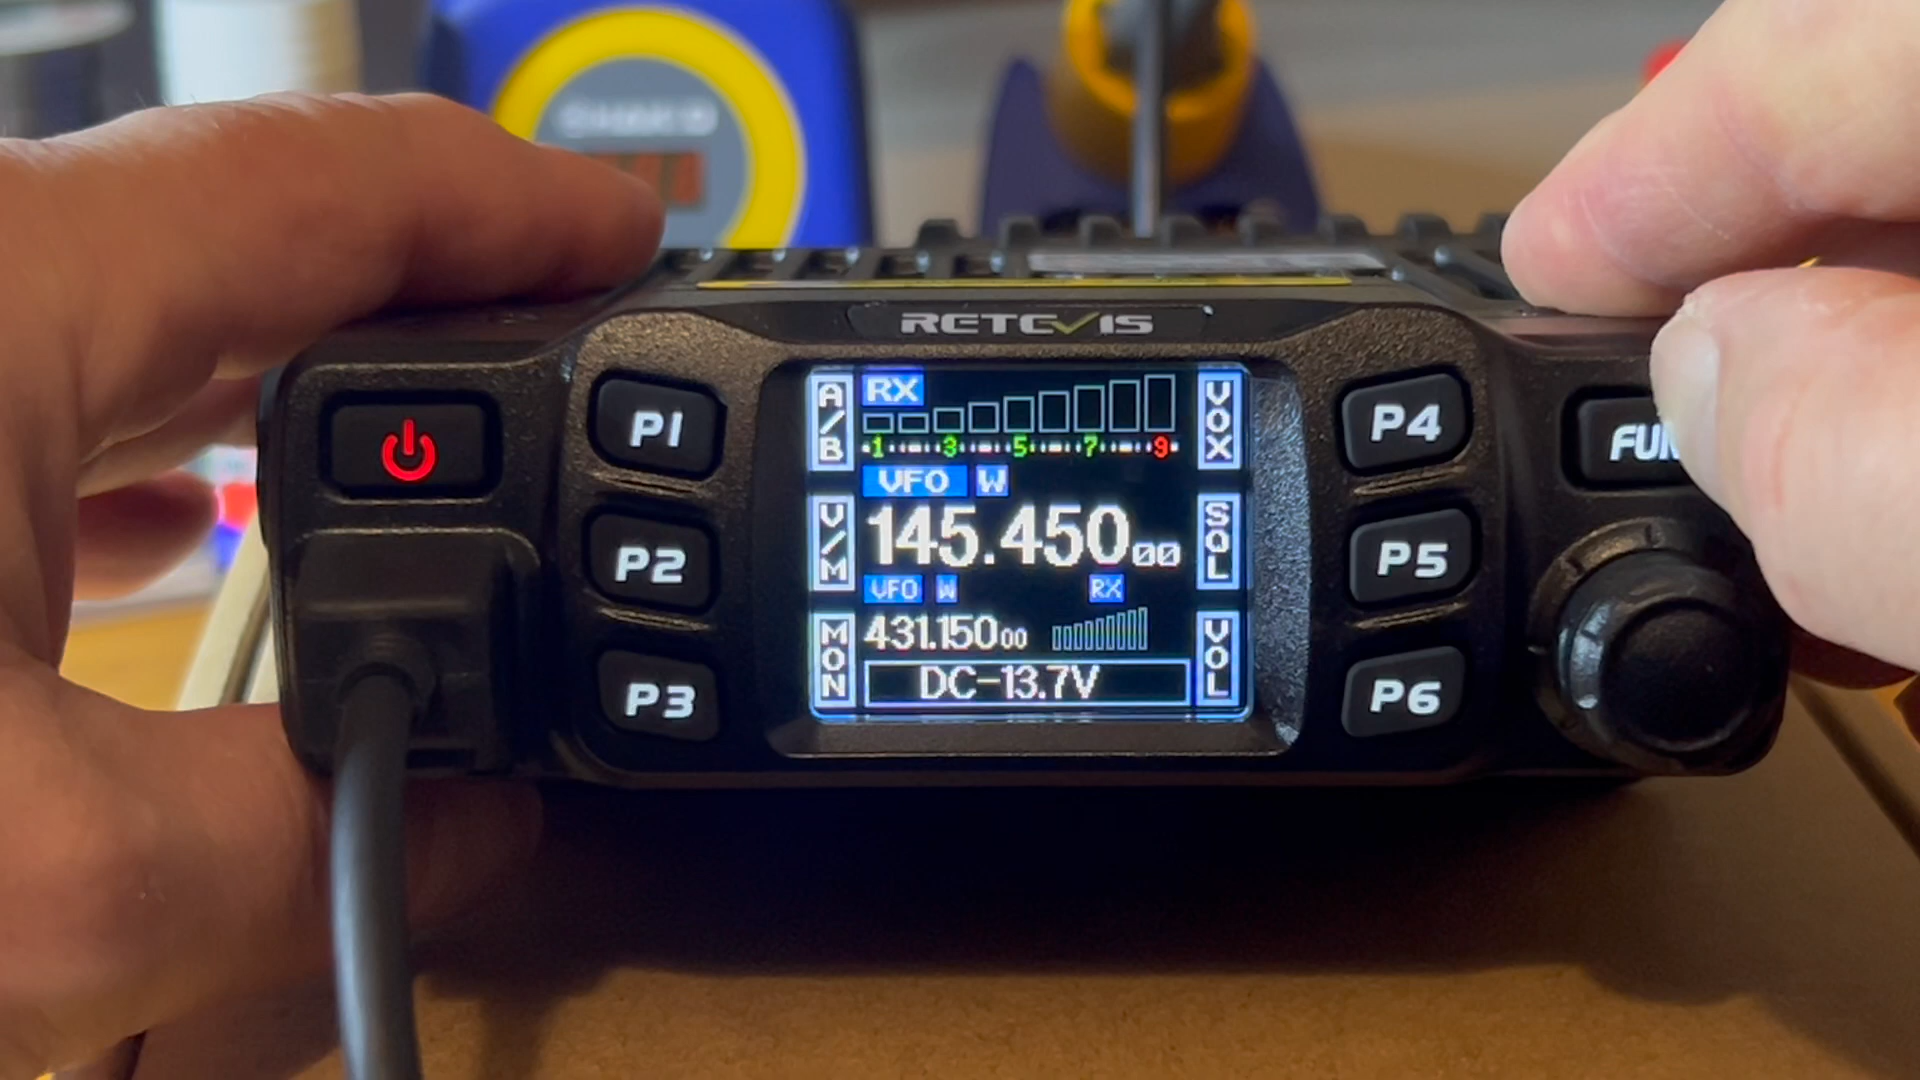 RETEVIS
P1
P2
P3
A/B
V/M
MON
RX
1 3 5 7 9
VFO W
145.45000
VFO W RX
431.15000
DC-13.7V
VOX
SQL
VOL
P4
P5
P6